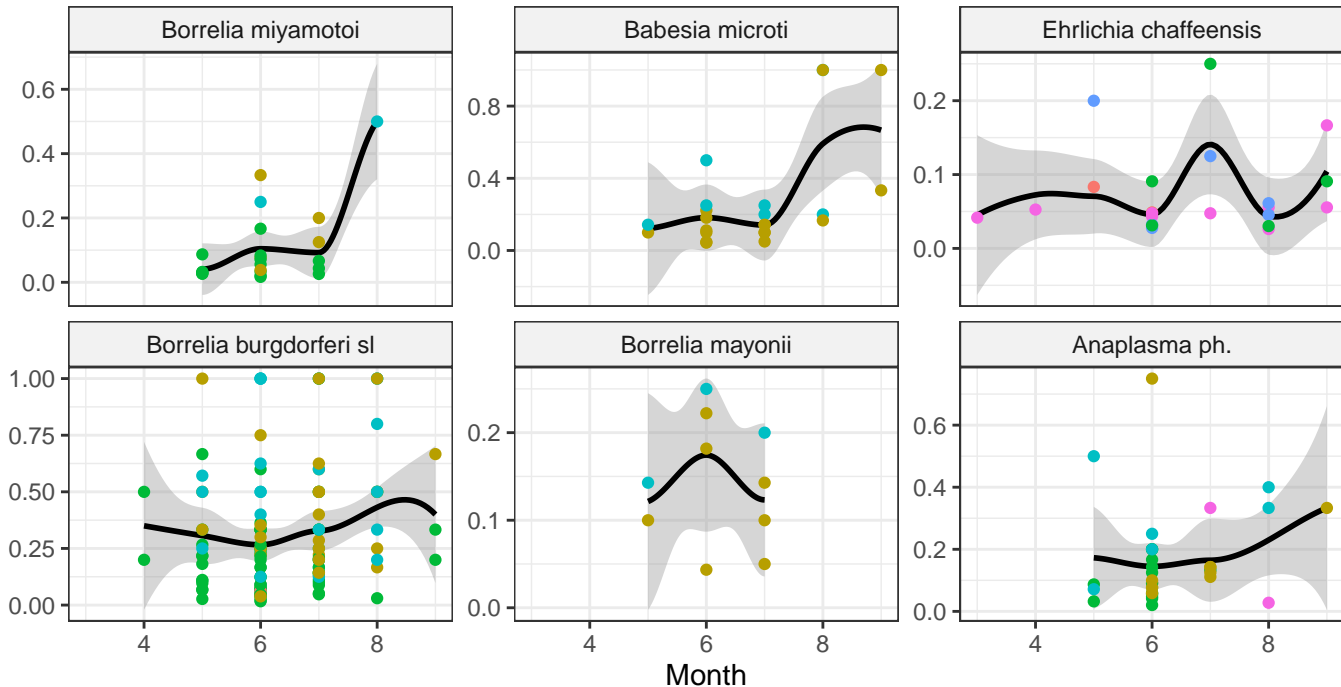 Borrelia miyamotoi
Babesia microti
Ehrlichia chaffeensis
0.6
0.4
0.2
0.0
0.8
0.4
0.0
0.2
0.1
0.0
Borrelia burgdorferi sl
Borrelia mayonii
Anaplasma ph.
1.00
0.75
0.50
0.25
0.00
0.2
0.1
0.0
0.6
0.4
0.2
0.0
4 6 8
4 6 8
4 6 8
Month